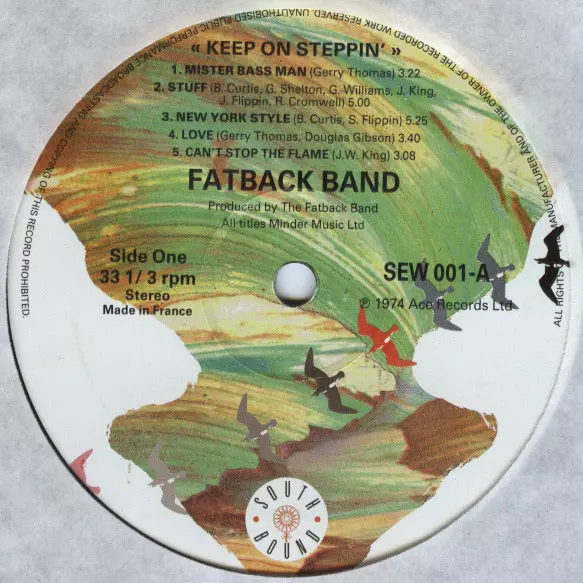 « KEEP ON STEPPIN' »
1. MISTER BASS MAN (Gerry Thomas) 3.22
2. STUFF (B. Curtis, G. Shelton, G. Williams, J. King,
J. Flippin, R. Cromwell) 5.00
3. NEW YORK STYLE (B. Curtis, S. Flippin) 5.25
4. LOVE (Gerry Thomas, Douglas Gibson) 3.40
5. CAN'T STOP THE FLAME (J.W. King) 3.08
FATBACK BAND
Produced by The Fatback Band
All titles Minder Music Ltd
Side One
33 1/3 rpm
Stereo
Made in France
SEW 001-A
℗ 1974 Ace Records Ltd
SOUTH
BOUND
ALL RIGHTS OF THE MANUFACTURER AND OF THE OWNER OF THE RECORDED WORK RESERVED. UNAUTHORISED PUBLIC PERFORMANCE BROADCASTING AND COPYING OF THIS RECORD PROHIBITED.